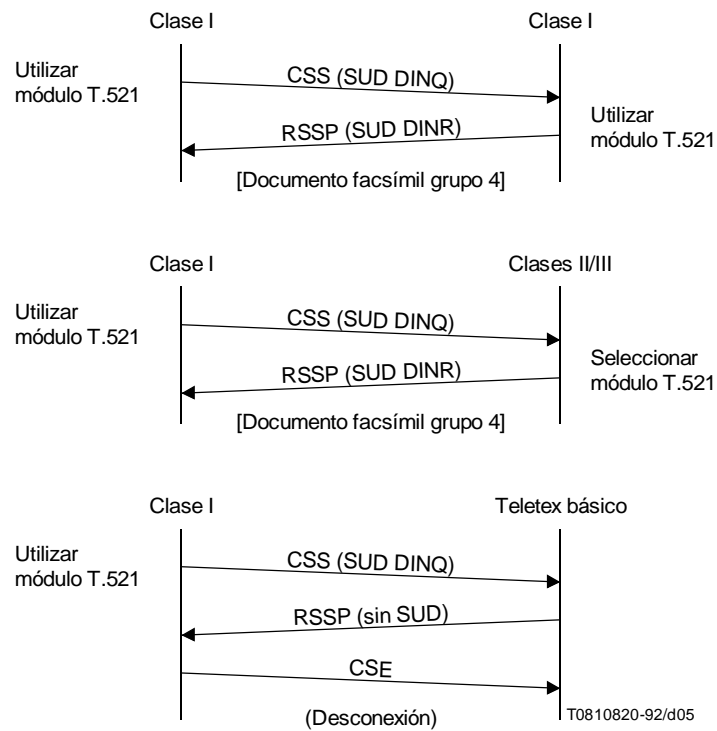 Clase I
Clase I
Utilizar
módulo T.521
CSS (SUD DINQ)
Utilizar
módulo T.521
RSSP (SUD DINR)
[Documento facsímil grupo 4]
Clase I
Clases II/III
Utilizar
módulo T.521
CSS (SUD DINQ)
Seleccionar
módulo T.521
RSSP (SUD DINR)
[Documento facsímil grupo 4]
Clase I
Teletex básico
Utilizar
módulo T.521
CSS (SUD DINQ)
RSSP (sin SUD)
CSE
(Desconexión)
T0810820-92/d05